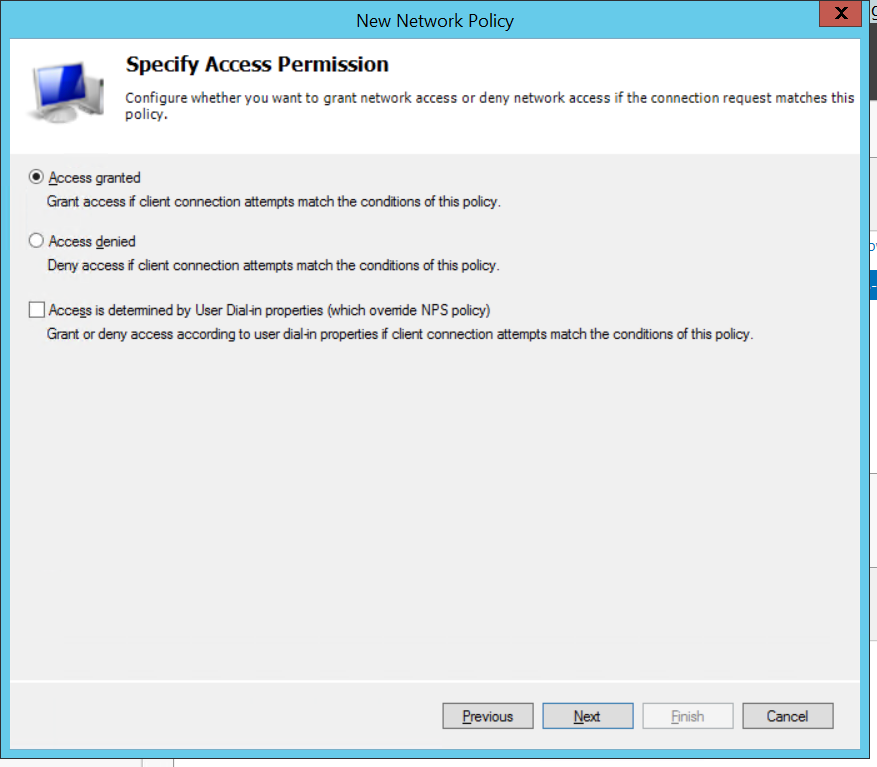 New Network Policy
X
Specify Access Permission
Configure whether you want to grant network access or deny network access if the connection request matches this
policy.
Access granted
Grant access if client connection attempts match the conditions of this policy.
Access denied
Deny access if client connection attempts match the conditions of this policy.
Access is determined by User Dial-in properties (which override NPS policy)
Grant or deny access according to user dial-in properties if client connection attempts match the conditions of this policy.
Previous
Next
Finish
Cancel